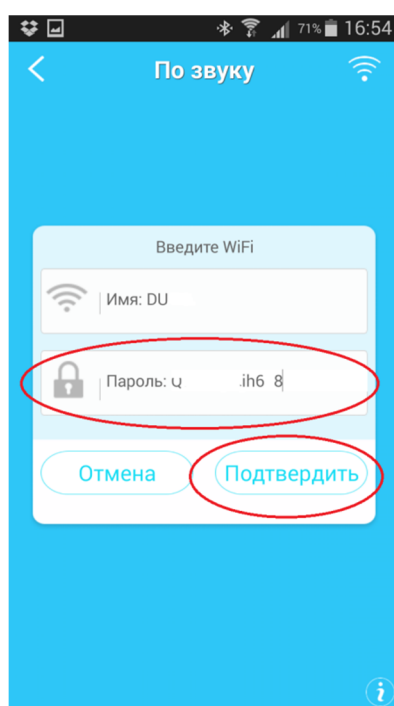 71% 16:54
По звуку
Введите WiFi
Имя: DU
Пароль: .ih6 8
Отмена Подтвердить
i